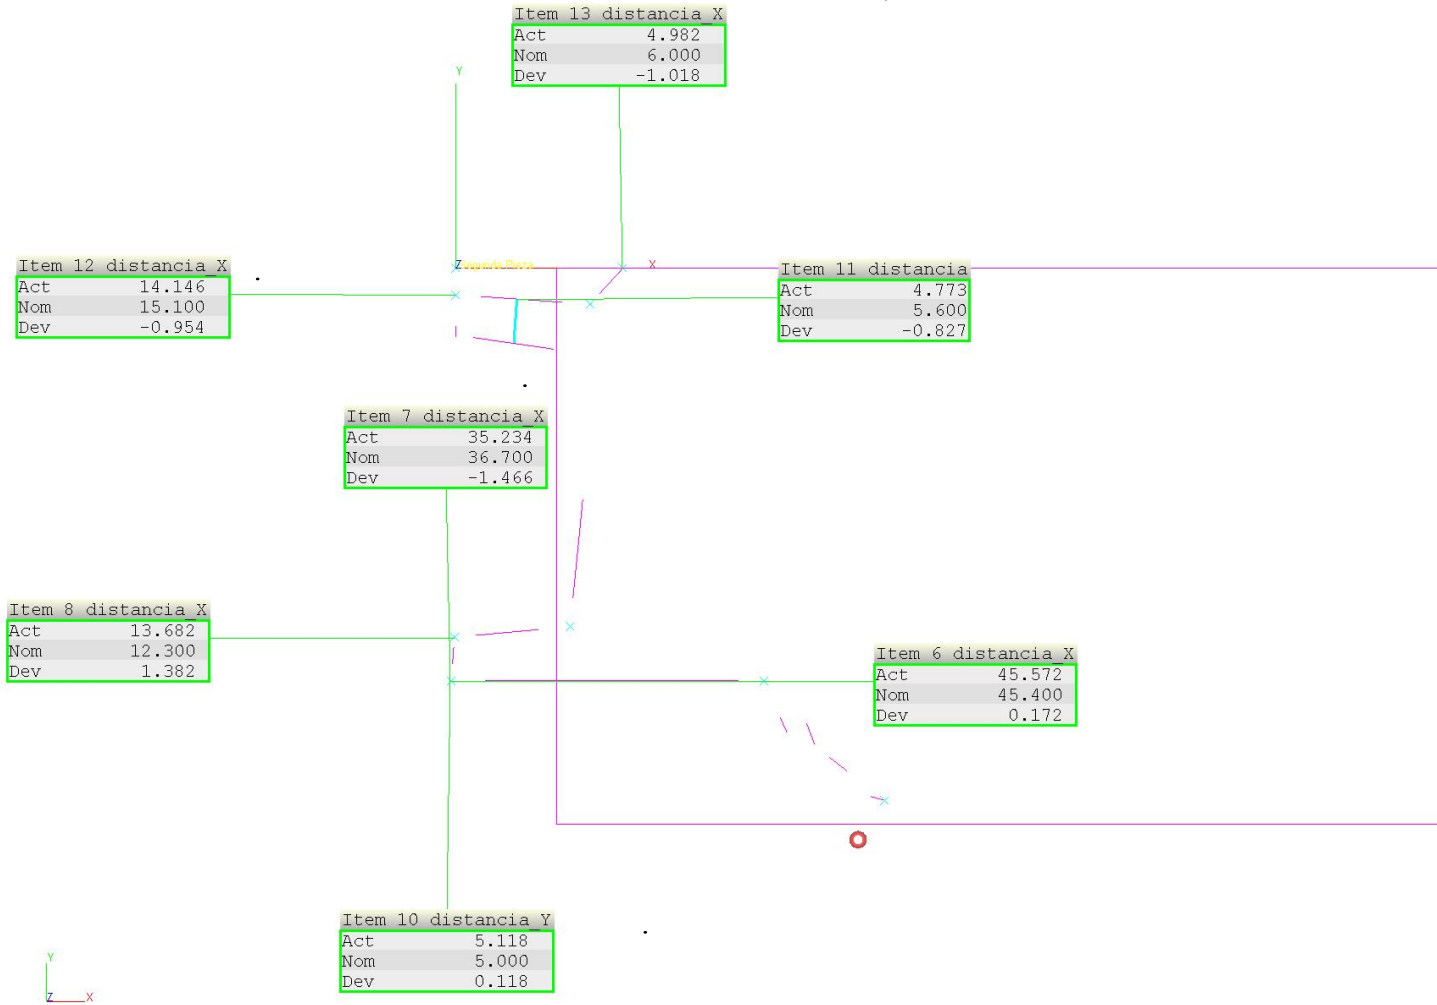 Item 13 distancia_X
Act 4.982
Nom 6.000
Dev -1.018
Y
Item 12 distancia_X
Act 14.146
Nom 15.100
Dev -0.954
Z Segunda Pieza
X
Item 11 distancia
Act 4.773
Nom 5.600
Dev -0.827
Item 7 distancia_X
Act 35.234
Nom 36.700
Dev -1.466
Item 8 distancia_X
Act 13.682
Nom 12.300
Dev 1.382
Item 6 distancia_X
Act 45.572
Nom 45.400
Dev 0.172
Item 10 distancia_Y
Act 5.118
Nom 5.000
Dev 0.118
Y
Z X